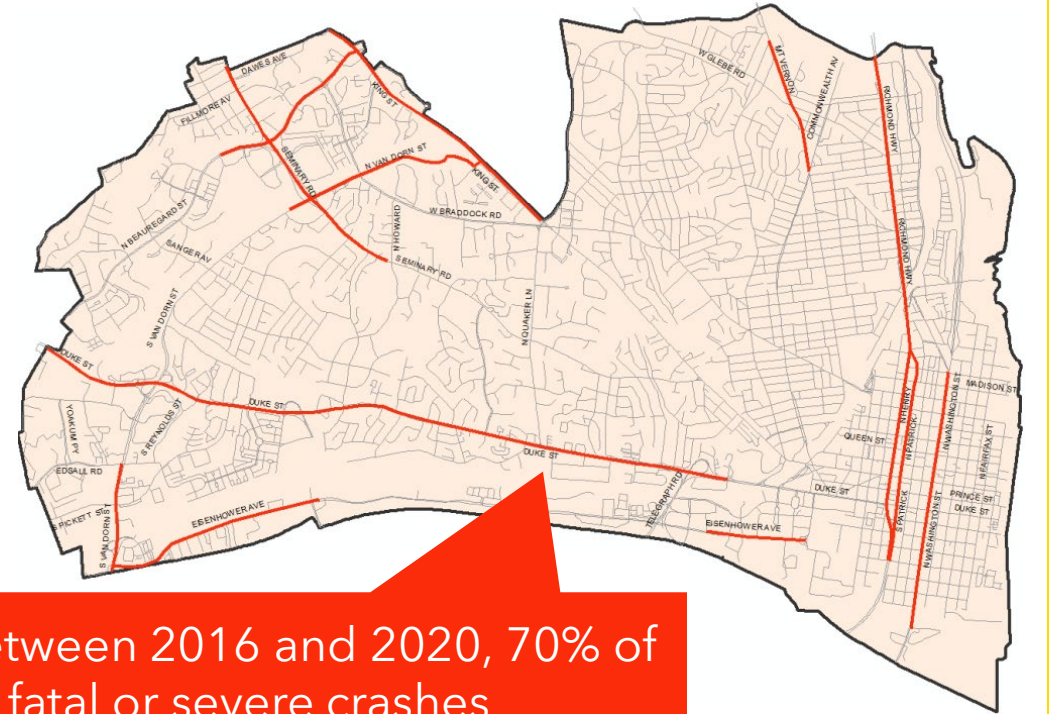 DAWES AVE
FILLMORE AV
KING ST
W GLEBE RD
MT VERNON
COMMONWEALTH AV
RICHMOND HWY
SEMINARY RD
N VAN DORN ST
KING ST.
W BRADDOCK RD
N HOWARD
SEMINARY RD
N BEAUREGARD ST
SANGER AV
S VAN DORN ST
N QUAKER LN
RICHMOND HWY
DUKE ST
DUKE ST
S REYNOLDS ST
YOAKUM PY
EDSALL RD
S PICKETT ST
S VAN DORN ST
EISENHOWER AVE
DUKE ST
TELEGRAPH RD
DUKE ST
EISENHOWER AVE
QUEEN ST
N HENRY
N PATRICK
S PATRICK
N WASHINGTON ST
N WASHINGTON ST
MADISON ST
N FAIRFAX ST
PRINCE ST
DUKE ST
etween 2016 and 2020, 70% of
fatal or severe crashes